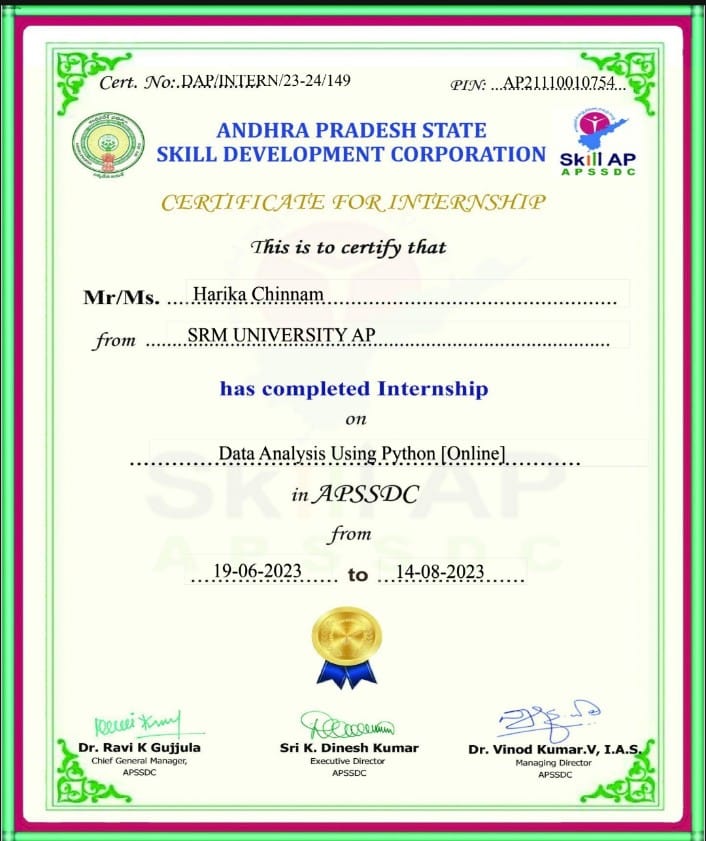 Cert. No: DAP/INTERN/23-24/149
PIN: AP21110010754
ANDHRA PRADESH STATE
SKILL DEVELOPMENT CORPORATION
Skill AP
APSSDC
CERTIFICATE FOR INTERNSHIP
This is to certify that
Mr/Ms. .... Harika Chinnam
from ....... SRM UNIVERSITY AP
has completed Internship
on
Data Analysis Using Python [Online]
in APSSDC
from
19-06-2023 to 14-08-2023
Skill AP
APSSDC
Dr. Ravi K Gujjula
Chief General Manager,
APSSDC
Sri K. Dinesh Kumar
Executive Director
APSSDC
Dr. Vinod Kumar.V, I.A.S.
Managing Director
APSSDC